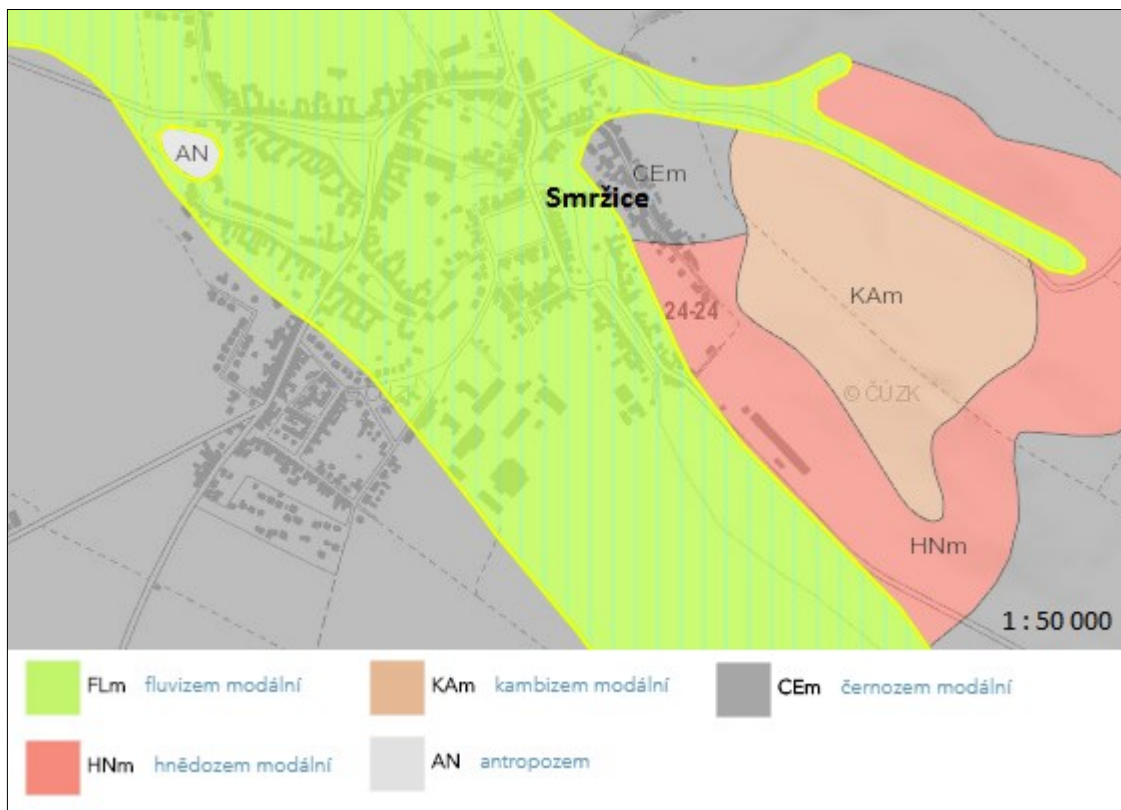 AN
CEm
Smržice
24-24
KAm
© ČÚZK
HNm
1 : 50 000
FLm fluvizem modální
KAm kambizem modální
CEm černozem modální
HNm hnědozem modální
AN antropozem